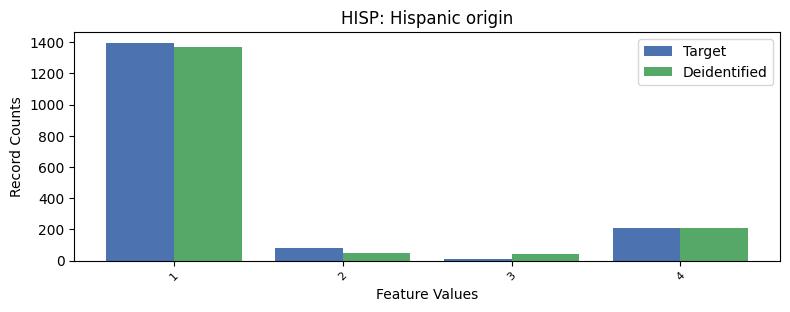 HISP: Hispanic origin
Target
Deidentified
Record Counts
1400
1200
1000
800
600
400
200
0
1
2
3
4
Feature Values